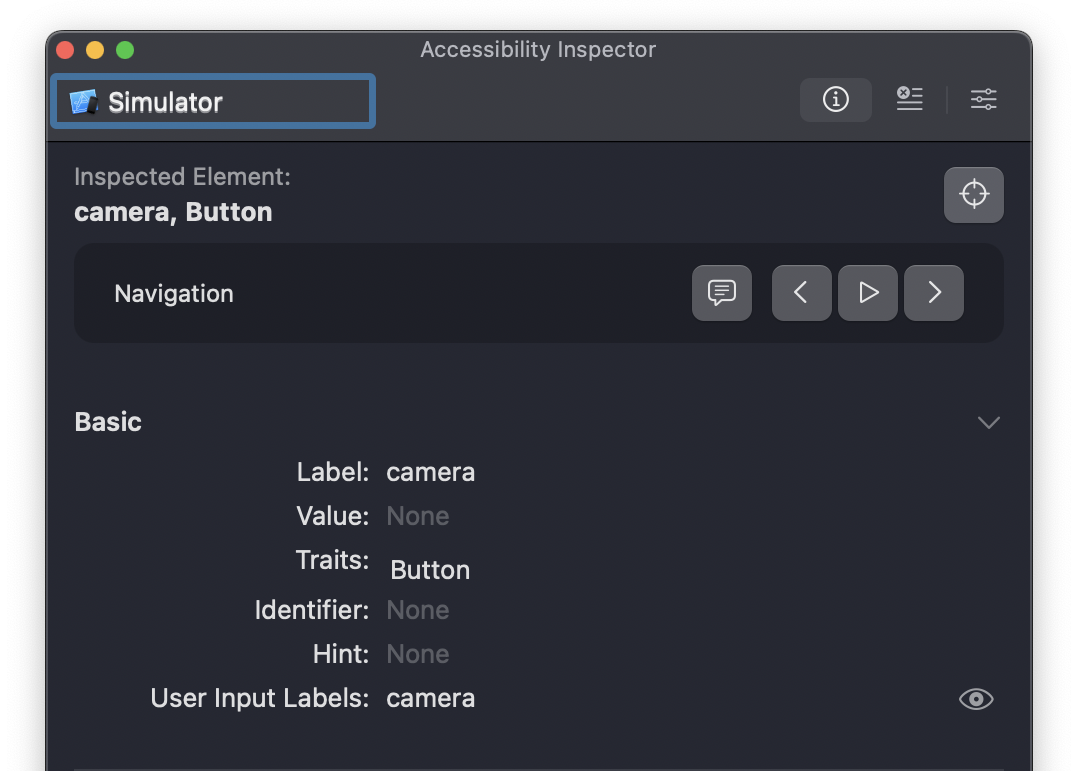 Accessibility Inspector
Simulator
Inspected Element:
camera, Button
Navigation
Basic
Label: camera
Value: None
Traits: Button
Identifier: None
Hint: None
User Input Labels: camera